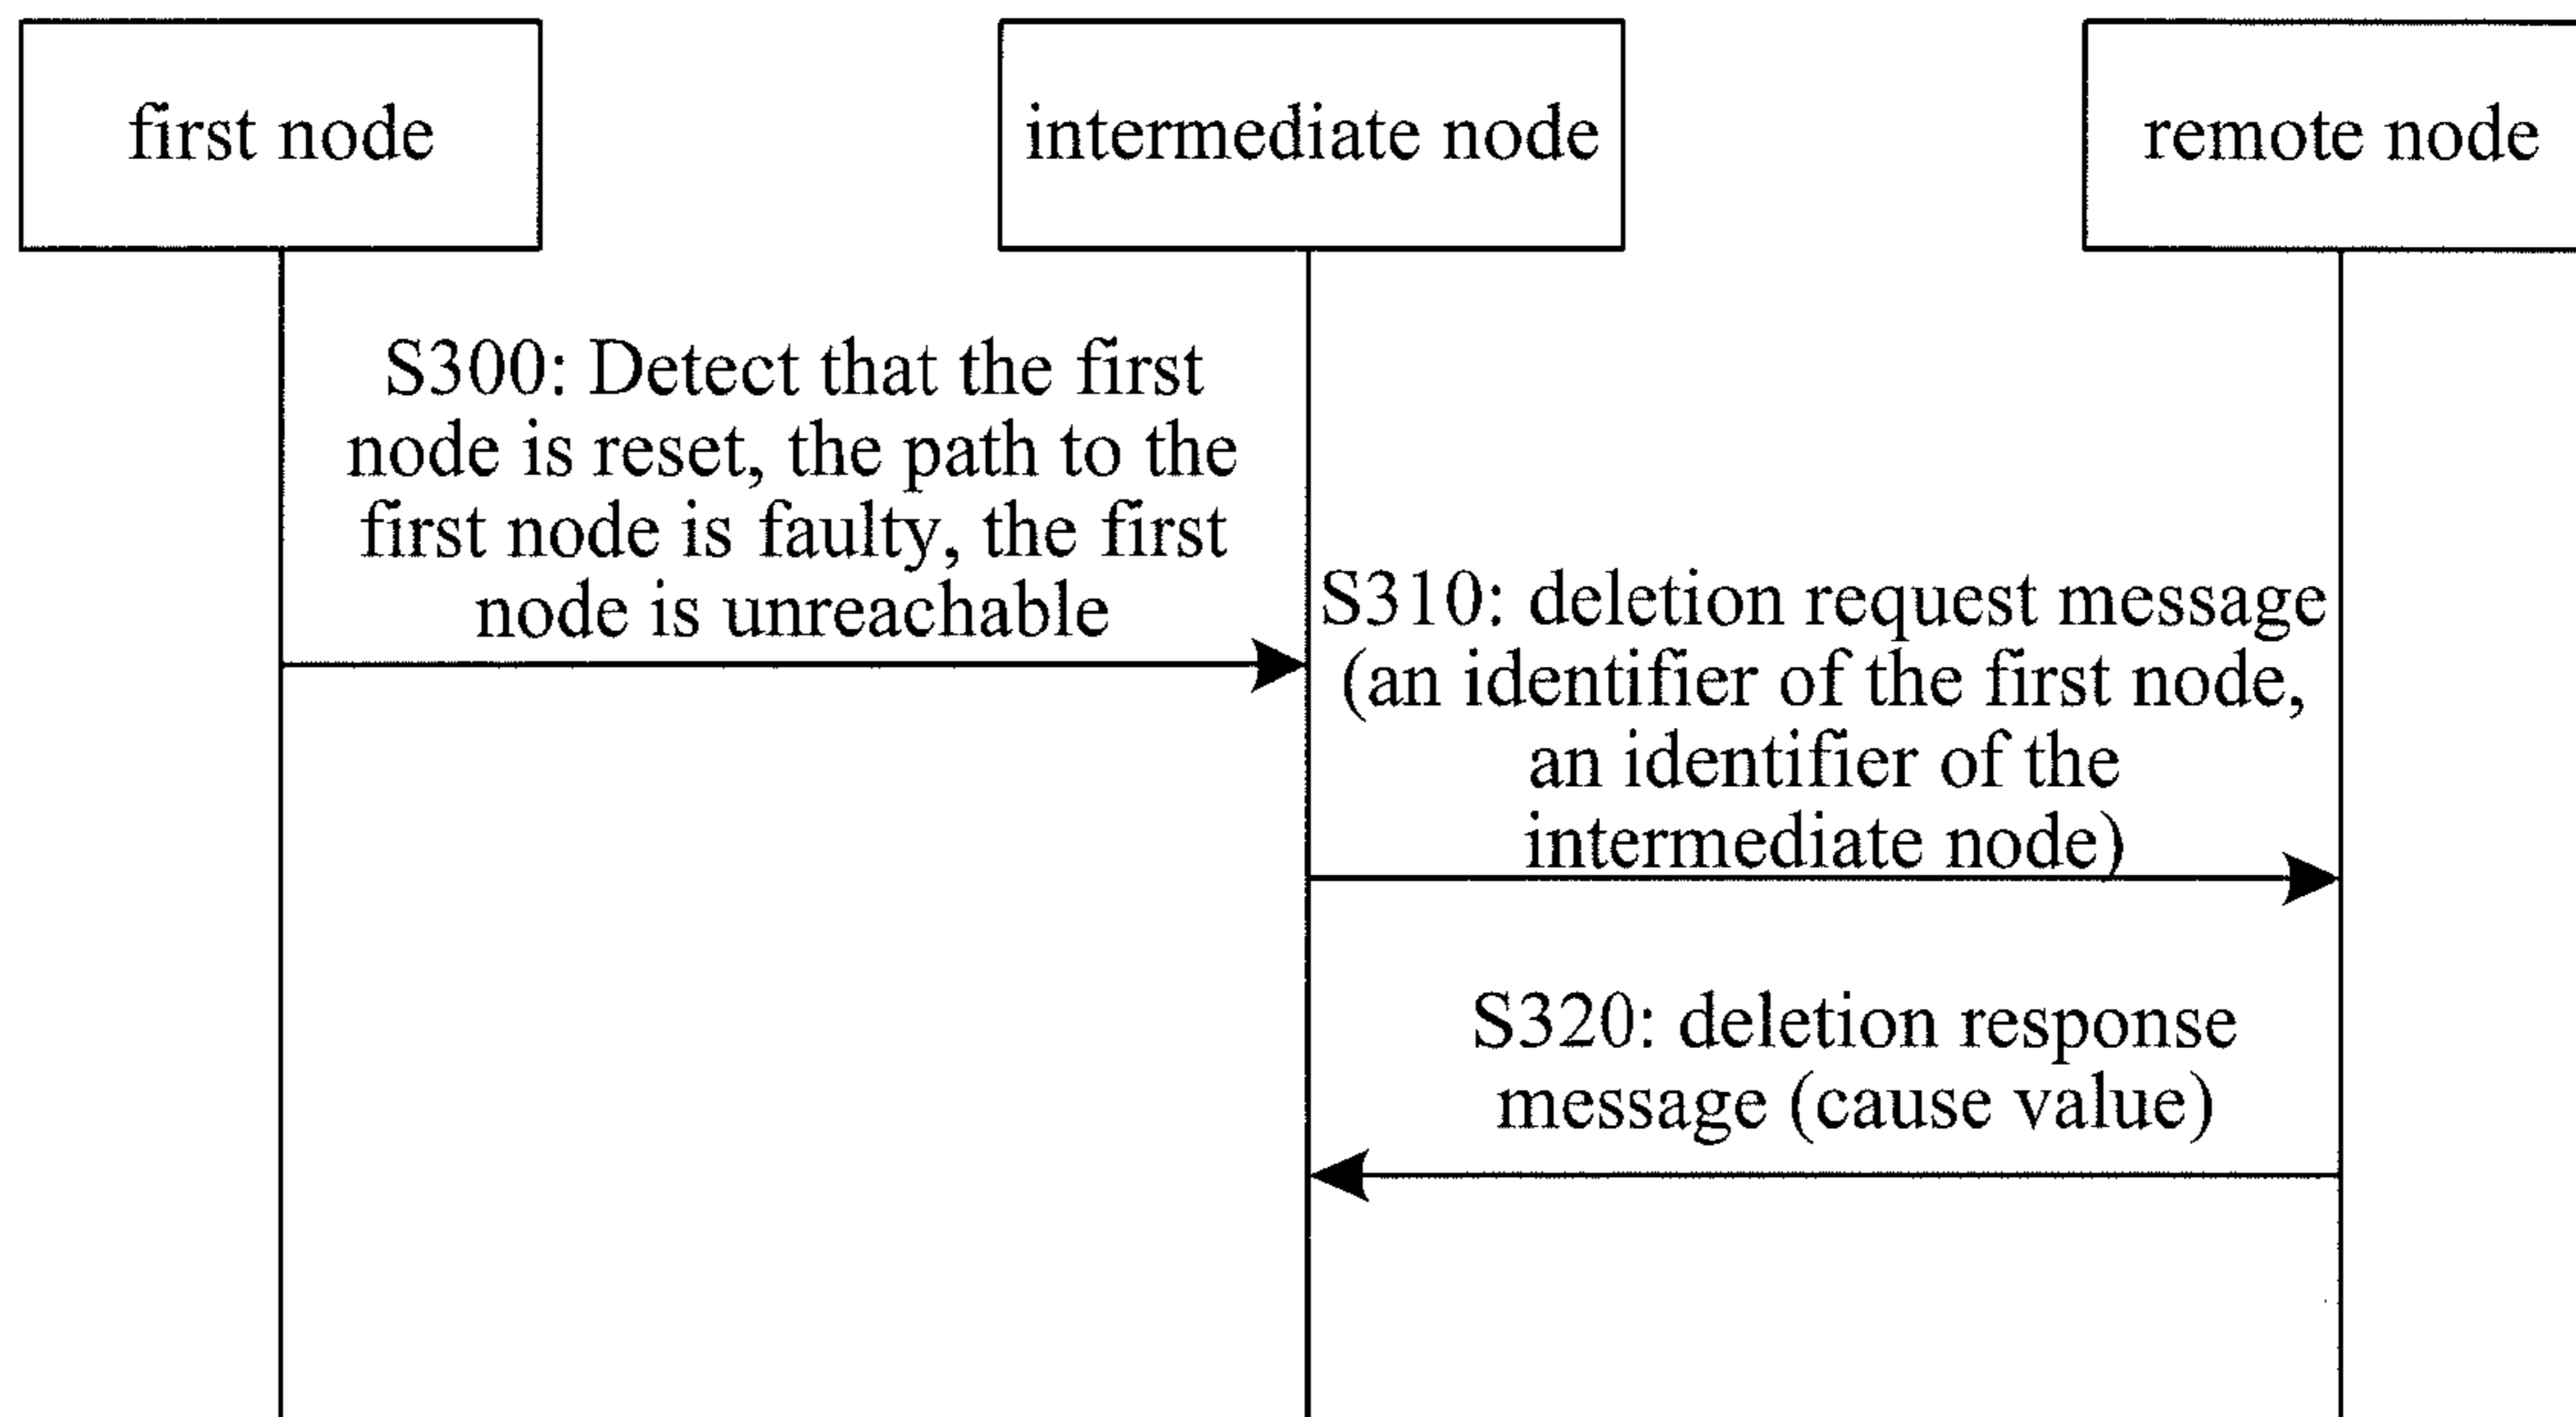 first node
intermediate node
remote node
S300: Detect that the first
node is reset, the path to the
first node is faulty, the first
node is unreachable
S310: deletion request message
(an identifier of the first node,
an identifier of the
intermediate node)
S320: deletion response
message (cause value)